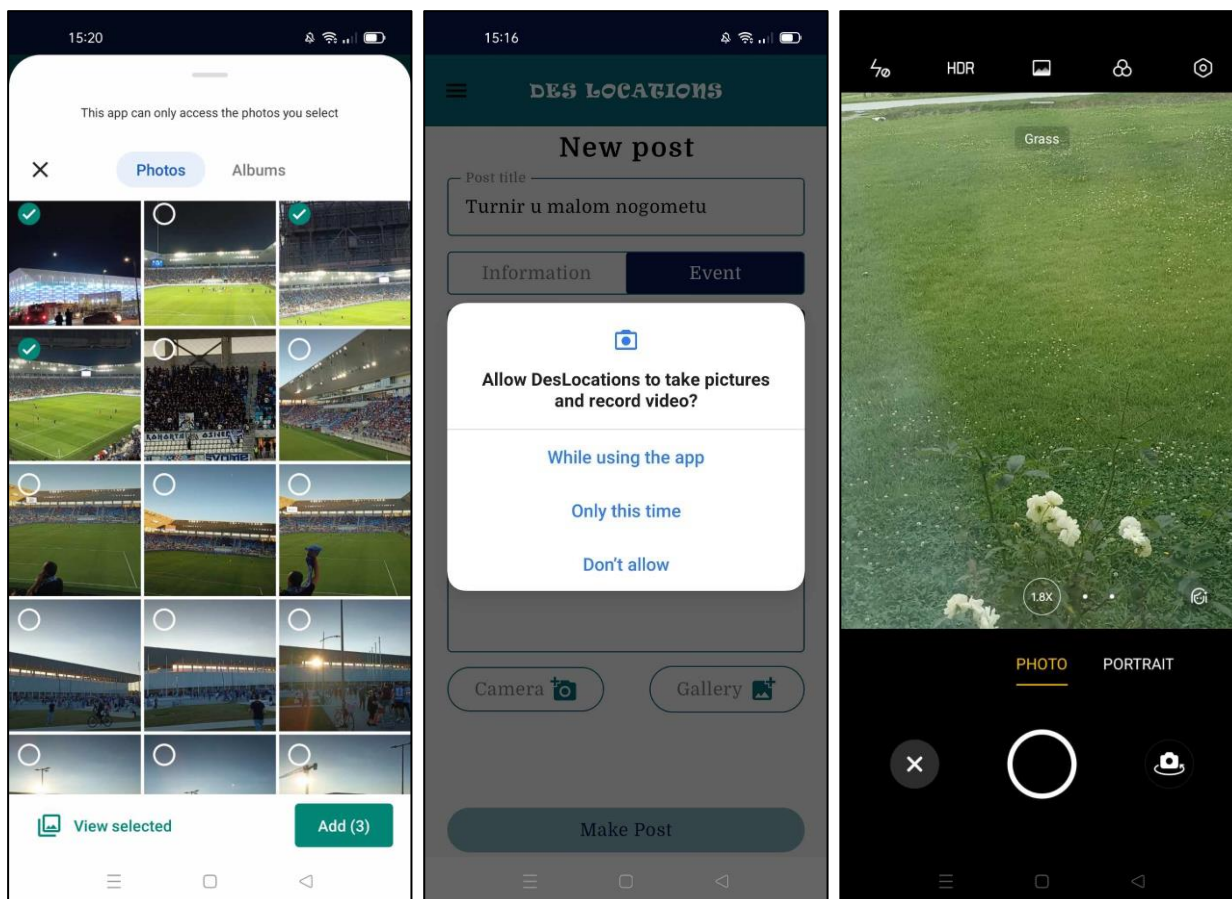 15:20
This app can only access the photos you select
Photos
Albums
KOHORTA
OSIJEK
View selected
Add (3)
15:16
DES LOCATIONS
New post
Post title
Turnir u malom nogometu
Information
Event
Allow DesLocations to take pictures
and record video?
While using the app
Only this time
Don't allow
Camera
Gallery
Make Post
HDR
Grass
1.8X
PHOTO
PORTRAIT